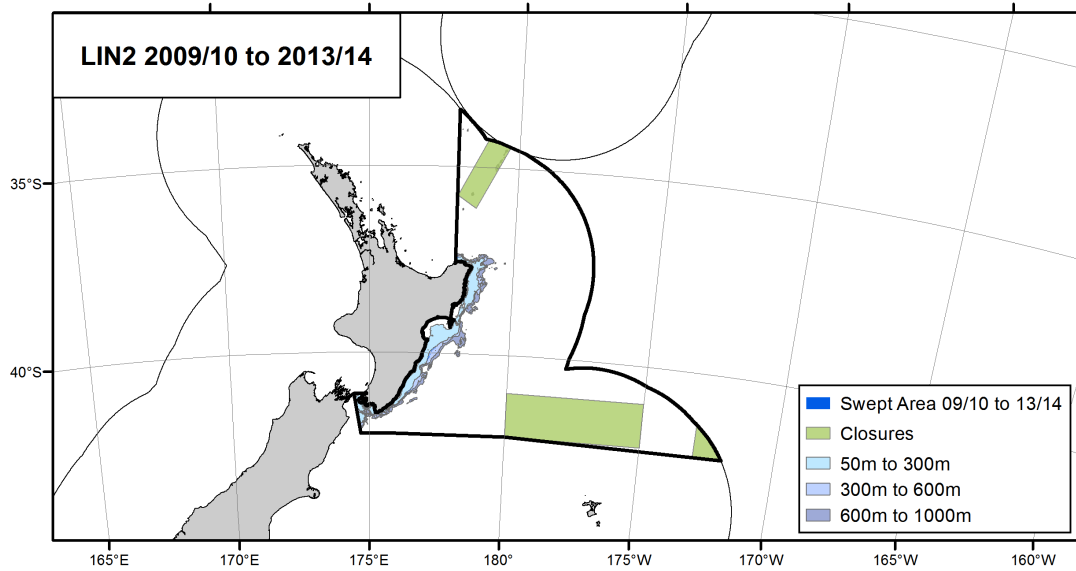 LIN2 2009/10 to 2013/14
35°S
40°S
Swept Area 09/10 to 13/14
Closures
50m to 300m
300m to 600m
600m to 1000m
165°E
170°E
175°E
180°
175°W
170°W
165°W
160°W